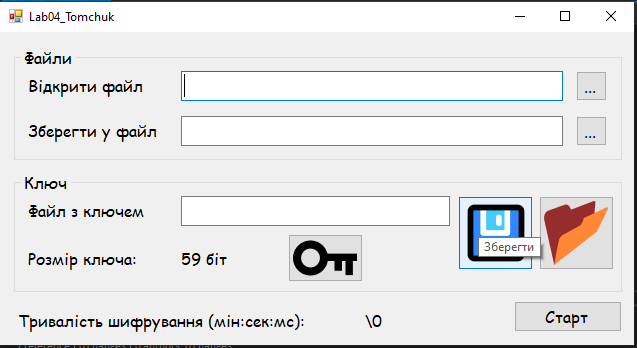 Lab04_Tomchuk
Файли
Відкрити файл
...
Зберегти у файл
...
Ключ
Файл з ключем
Зберегти
Розмір ключа:
59 біт
Тривалість шифрування (мін:сек:мс):
\0
Старт